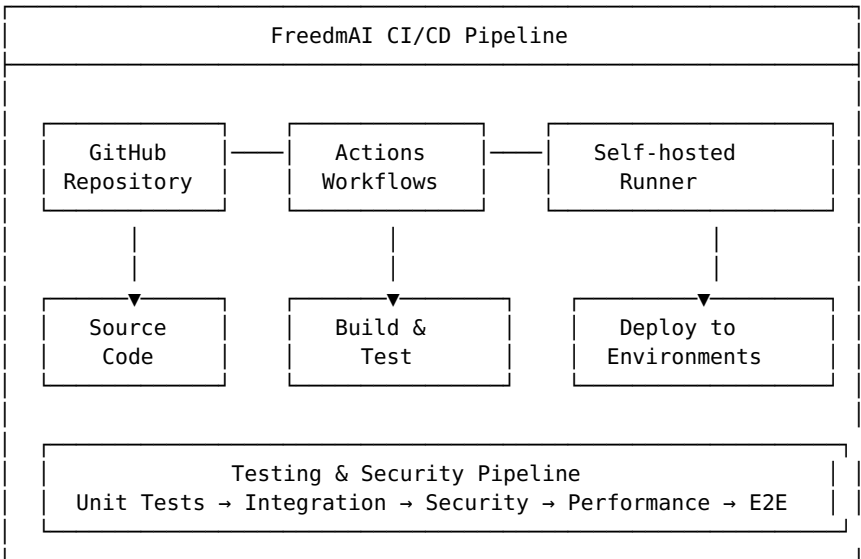 FreedmAI CI/CD Pipeline
GitHub Actions Self-hosted
Repository Workflows Runner
Source Build & Deploy to
Code Test Environments
Testing & Security Pipeline
Unit Tests → Integration → Security → Performance → E2E